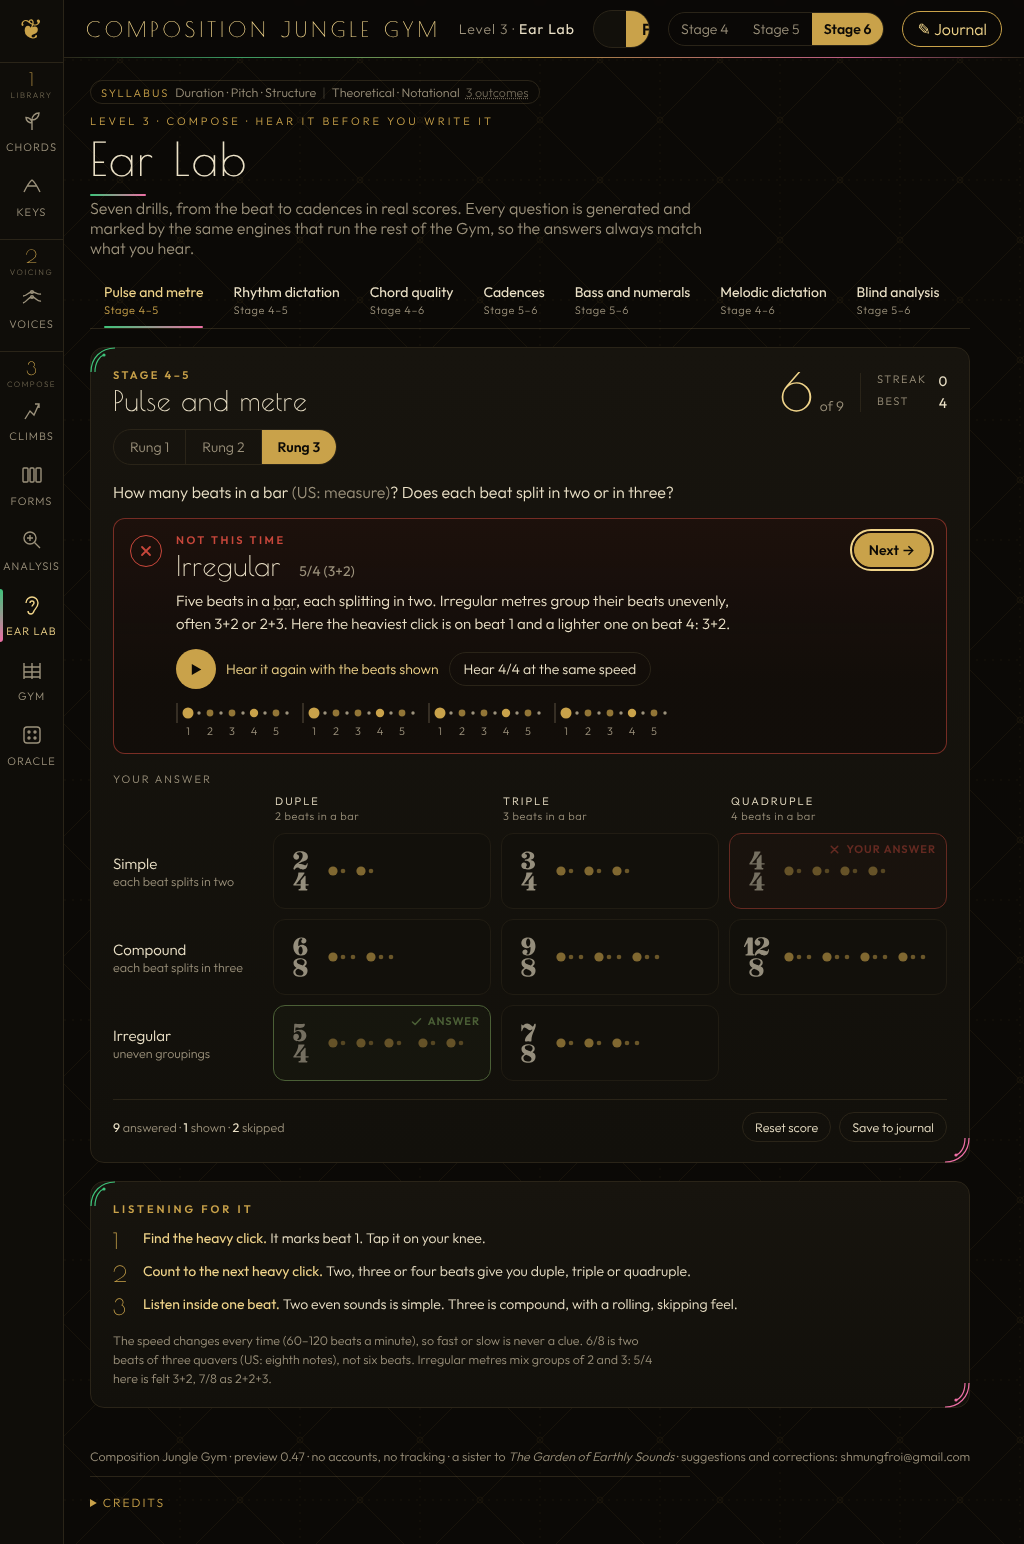 COMPOSITION JUNGLE GYM
Level 3 · Ear Lab
Stage 4 Stage 5 Stage 6
✎ Journal
1
LIBRARY
CHORDS
KEYS
2
VOICING
VOICES
3
COMPOSE
CLIMBS
FORMS
ANALYSIS
EAR LAB
GYM
ORACLE
SYLLABUS Duration · Pitch · Structure | Theoretical · Notational 3 outcomes
LEVEL 3 · COMPOSE · HEAR IT BEFORE YOU WRITE IT
Ear Lab
Seven drills, from the beat to cadences in real scores. Every question is generated and
marked by the same engines that run the rest of the Gym, so the answers always match
what you hear.
Pulse and metre Rhythm dictation Chord quality Cadences Bass and numerals Melodic dictation Blind analysis
Stage 4–5 Stage 4–5 Stage 4–6 Stage 5–6 Stage 5–6 Stage 4–6 Stage 5–6
STAGE 4–5
Pulse and metre
6 of 9
STREAK 0
BEST 4
Rung 1 Rung 2 Rung 3
How many beats in a bar (US: measure)? Does each beat split in two or in three?
NOT THIS TIME
Irregular 5/4 (3+2)
Next →
Five beats in a bar, each splitting in two. Irregular metres group their beats unevenly,
often 3+2 or 2+3. Here the heaviest click is on beat 1 and a lighter one on beat 4: 3+2.
Hear it again with the beats shown Hear 4/4 at the same speed
1 2 3 4 5 1 2 3 4 5 1 2 3 4 5 1 2 3 4 5
YOUR ANSWER
DUPLE TRIPLE QUADRUPLE
2 beats in a bar 3 beats in a bar 4 beats in a bar
Simple
each beat splits in two
2
4
3
4
4
4
✕ YOUR ANSWER
Compound
each beat splits in three
6
8
9
8
12
8
Irregular
uneven groupings
5
4
✓ ANSWER
7
8
9 answered · 1 shown · 2 skipped
Reset score Save to journal
LISTENING FOR IT
1 Find the heavy click. It marks beat 1. Tap it on your knee.
2 Count to the next heavy click. Two, three or four beats give you duple, triple or quadruple.
3 Listen inside one beat. Two even sounds is simple. Three is compound, with a rolling, skipping feel.
The speed changes every time (60–120 beats a minute), so fast or slow is never a clue. 6/8 is two
beats of three quavers (US: eighth notes), not six beats. Irregular metres mix groups of 2 and 3: 5/4
here is felt 3+2, 7/8 as 2+2+3.
Composition Jungle Gym · preview 0.47 · no accounts, no tracking · a sister to The Garden of Earthly Sounds · suggestions and corrections: shmungfroi@gmail.com
▶ CREDITS